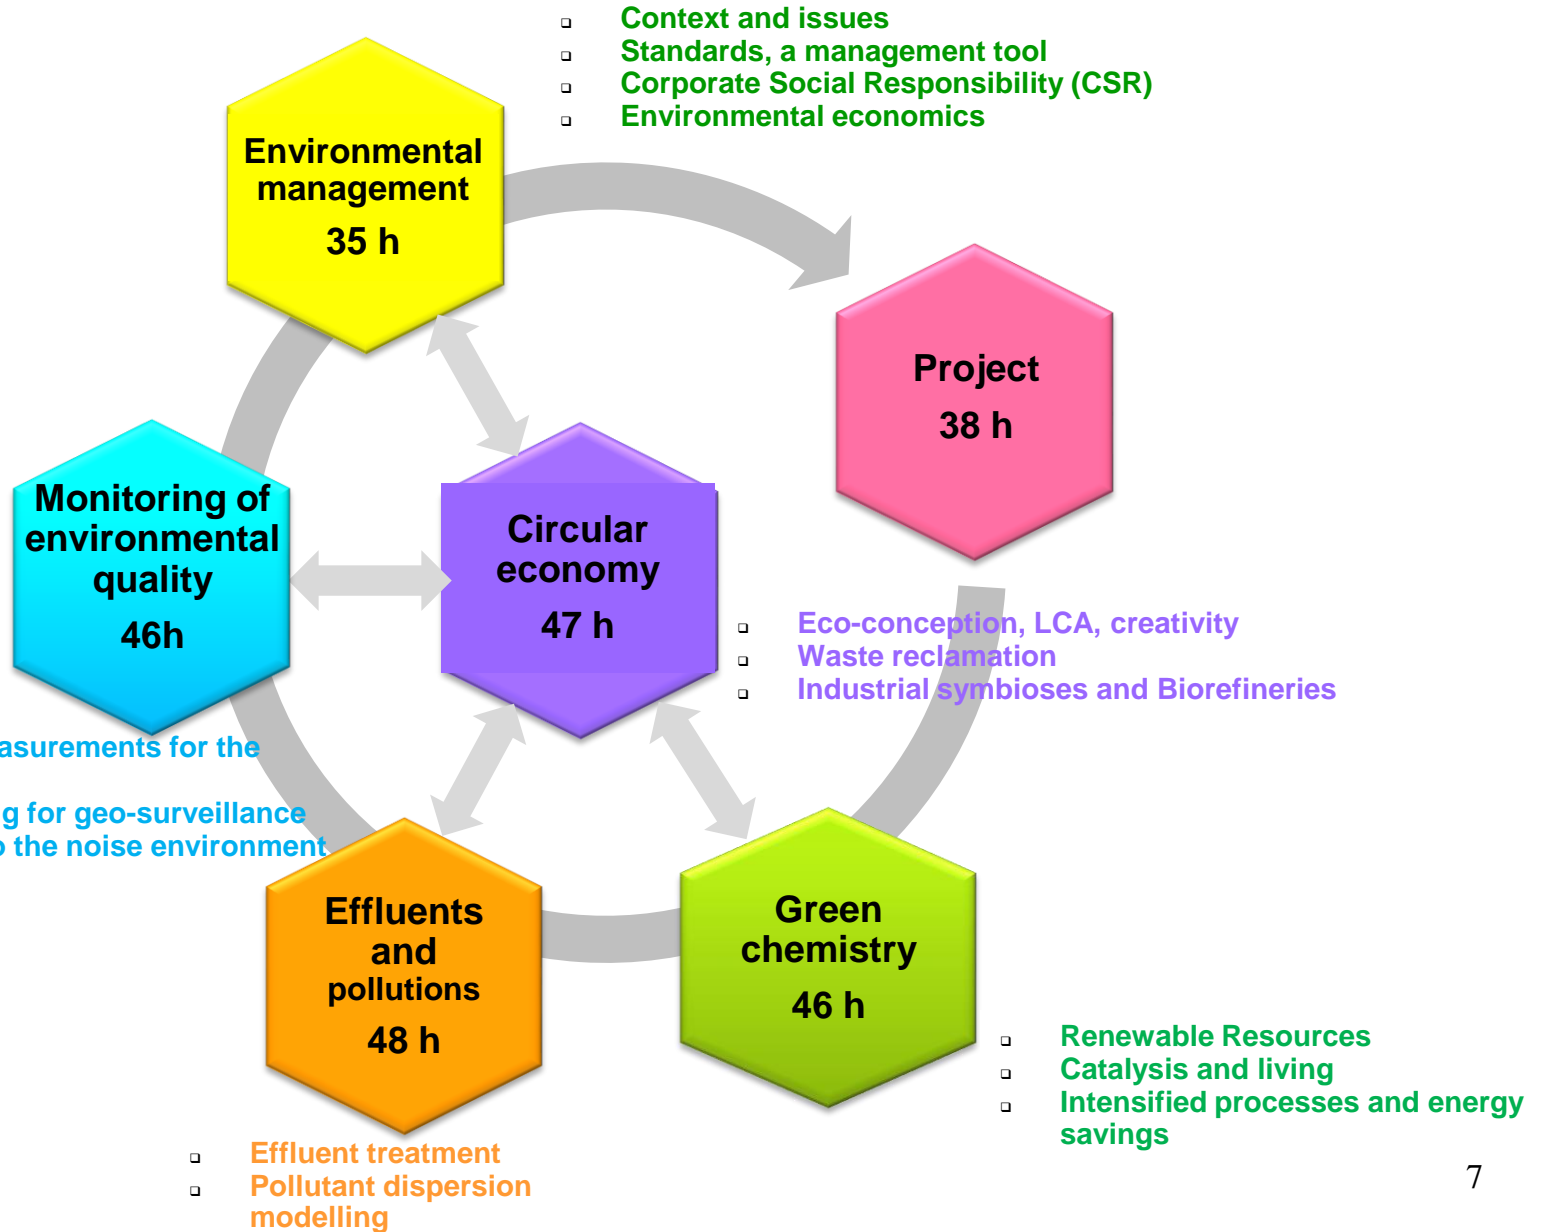 Context and issues
Standards, a management tool
Corporate Social Responsibility (CSR)
Environmental economics
Environmental
management
35 h
Project
38 h
Monitoring of
environmental
quality
46h
Circular
economy
47 h
Eco-conception, LCA, creativity
Waste reclamation
Industrial symbioses and Biorefineries
for the
for geo-surveillance
the noise environment
Effluents
and
pollutions
48 h
Green
chemistry
46 h
Renewable Resources
Catalysis and living
Intensified processes and energy
savings
Effluent treatment
Pollutant dispersion
modelling
7